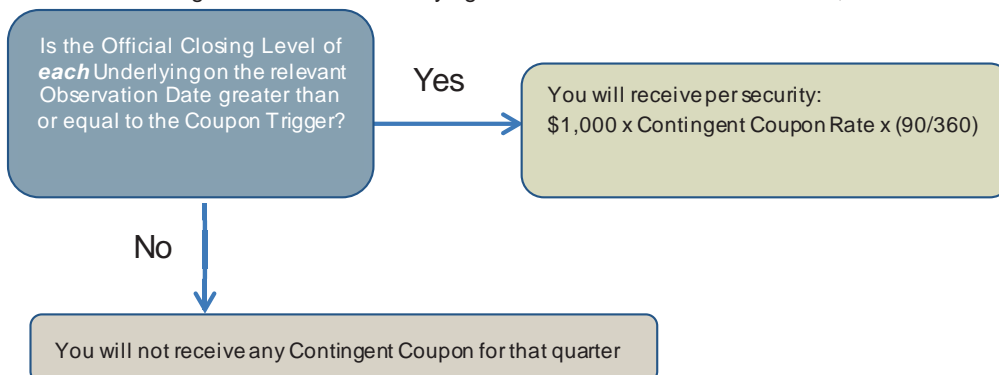 Is the Official Closing Level of
each Underlying on the relevant
Observation Date greater than
or equal to the Coupon Trigger?
Yes
You will receive per security:
$1,000 x Contingent Coupon Rate x (90/360)
No
You will not receive any Contingent Coupon for that quarter